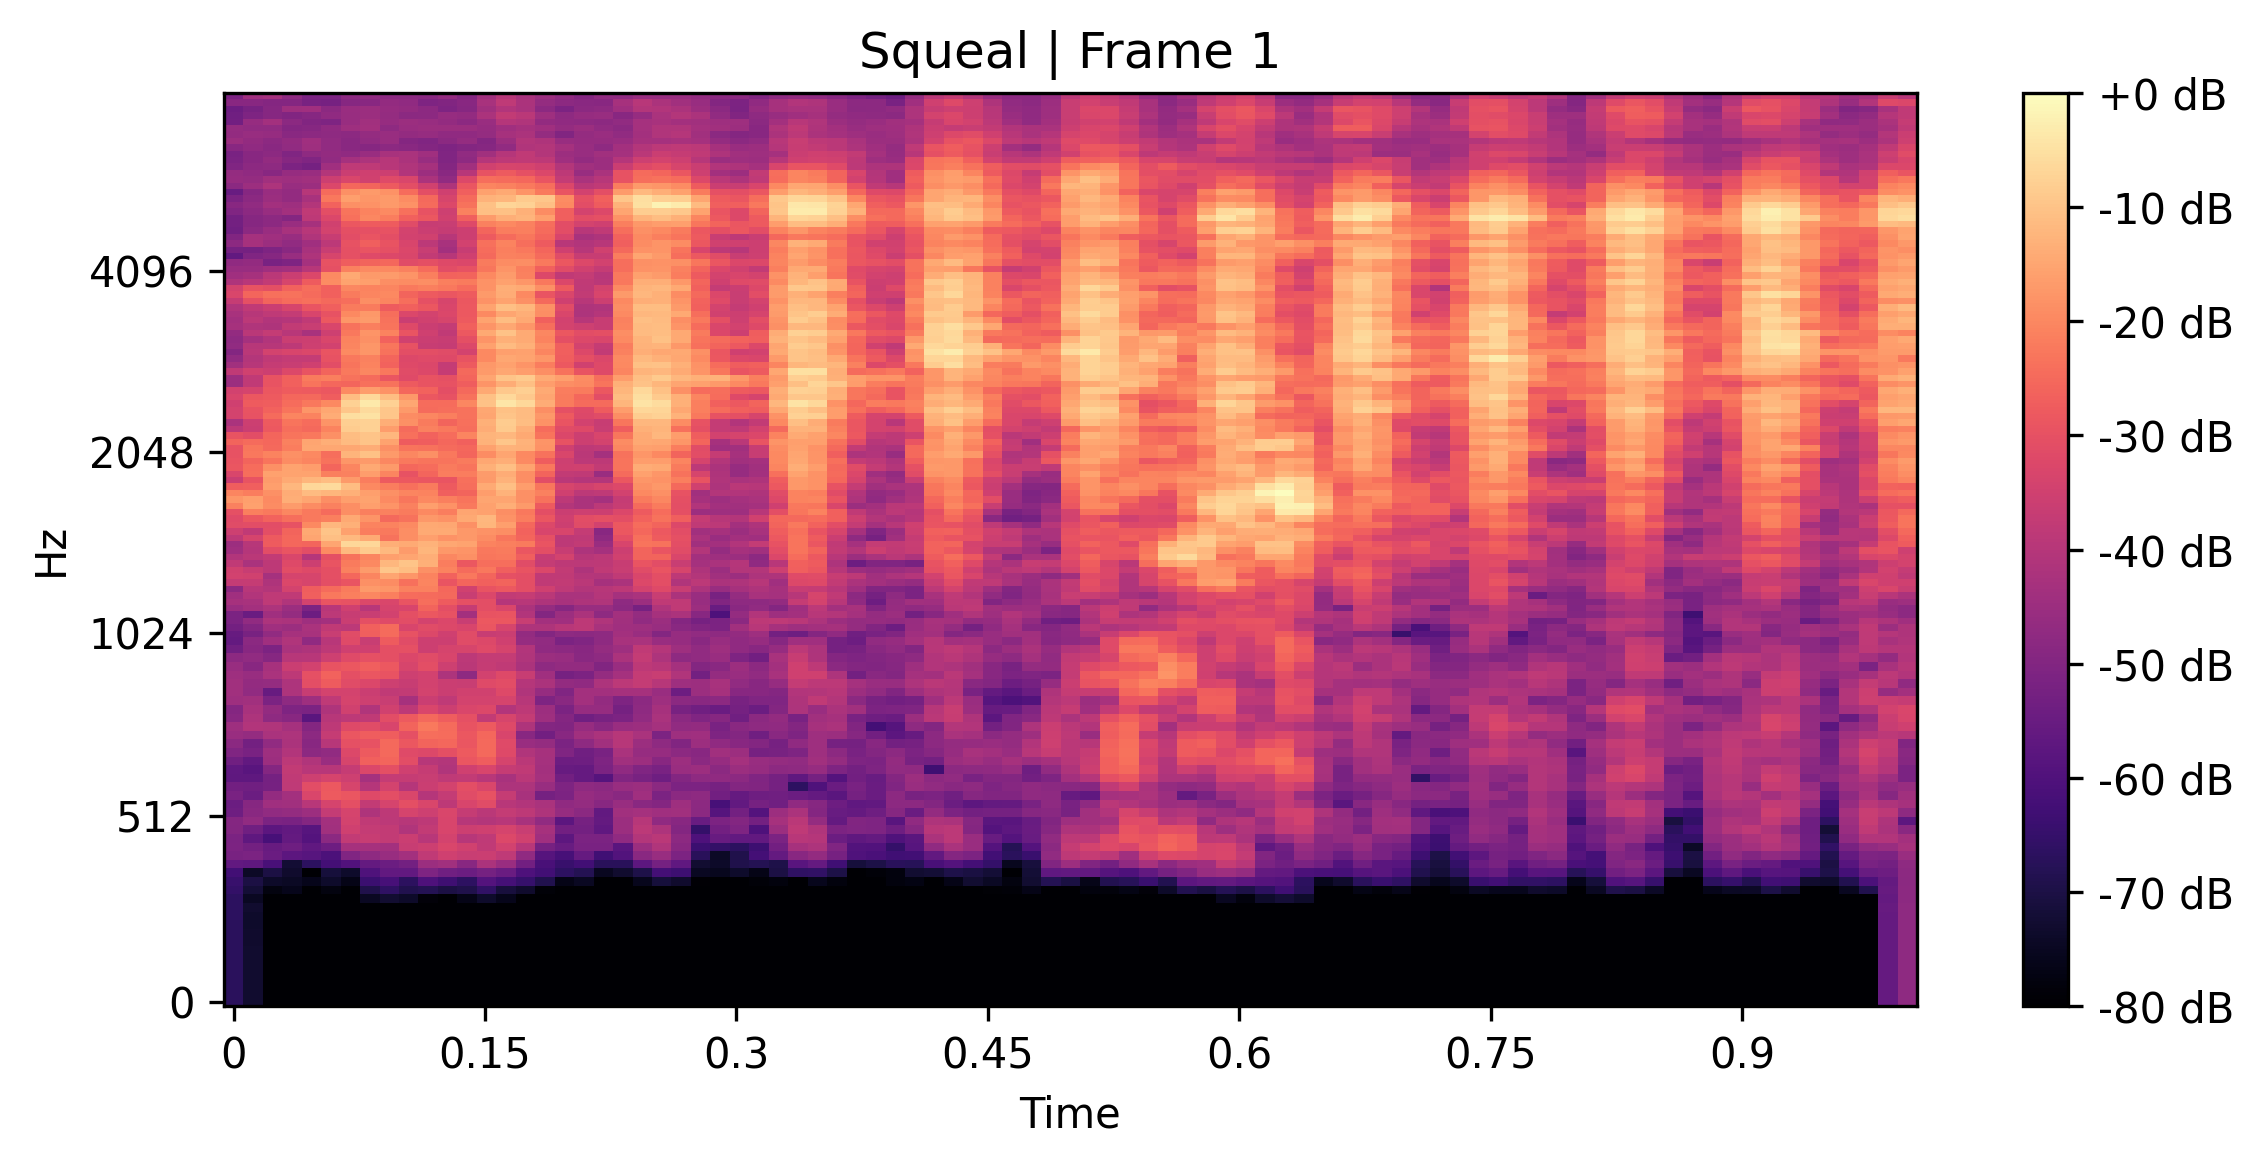 Squeal | Frame 1
+0 dB
-10 dB
-20 dB
-30 dB
-40 dB
-50 dB
-60 dB
-70 dB
-80 dB
Hz
4096
2048
1024
512
0
0 0.15 0.3 0.45 0.6 0.75 0.9
Time